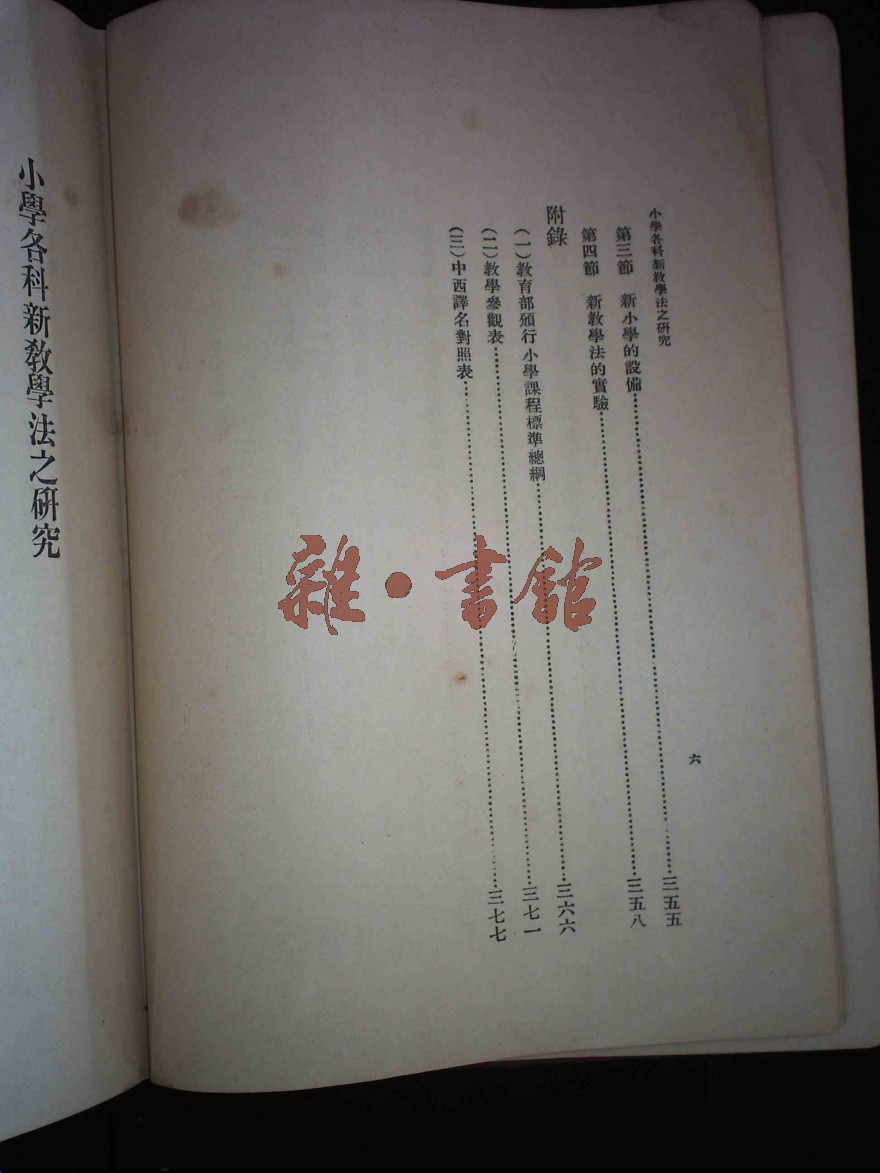 小學各科新教學法之研究
六
第三節　新小學的設備……三五五
第四節　新教學法的實驗……三五八
附錄
(一)教育部頒行小學課程標準總綱……三六六
(二)教學參觀表……三七一
(三)中西譯名對照表……三七七
小學各科新教學法之研究
雜·書館